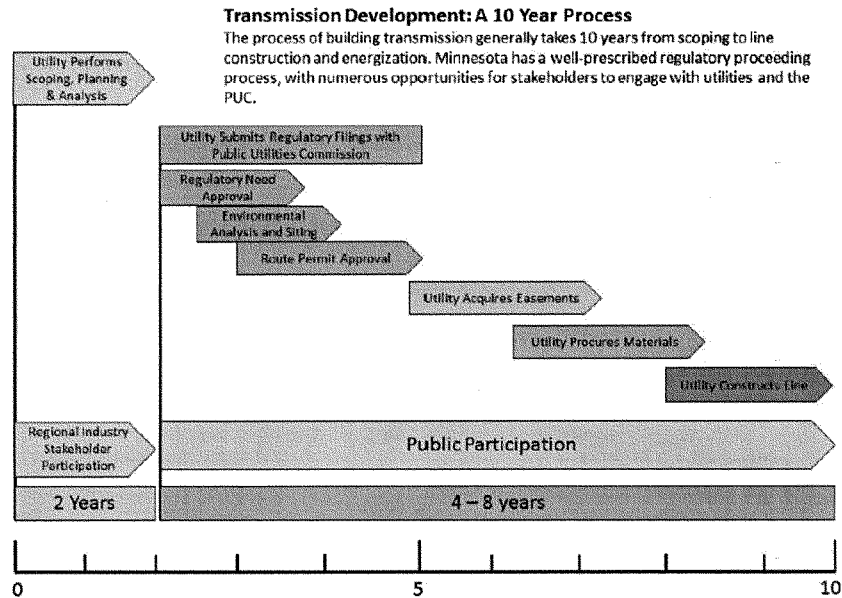 Transmission Development: A 10 Year Process
The process of building transmission generally takes 10 years from scoping to line
construction and energization. Minnesota has a well-prescribed regulatory proceeding
process, with numerous opportunities for stakeholders to engage with utilities and the
PUC.
Utility Performs
Scoping, Planning
& Analysis
Utility Submits Regulatory Filings with
Public Utilities Commission
Regulatory Need
Approval
Environmental
Analysis and Siting
Route Permit Approval
Utility Acquires Easements
Utility Procures Materials
Utility Constructs Line
Regional Industry
Stakeholder
Participation
Public Participation
2 Years
4 – 8 years
0
5
10